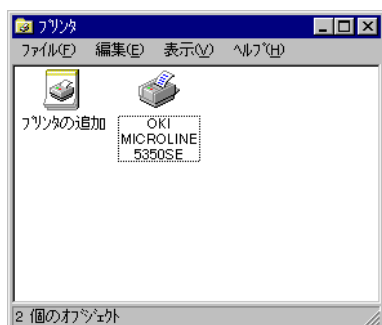 プリンタ
ファイル(F) 編集(E) 表示(V) ヘルプ(H)
プリンタの追加
OKI
MICROLINE
5350SE
2 個のオブジェクト